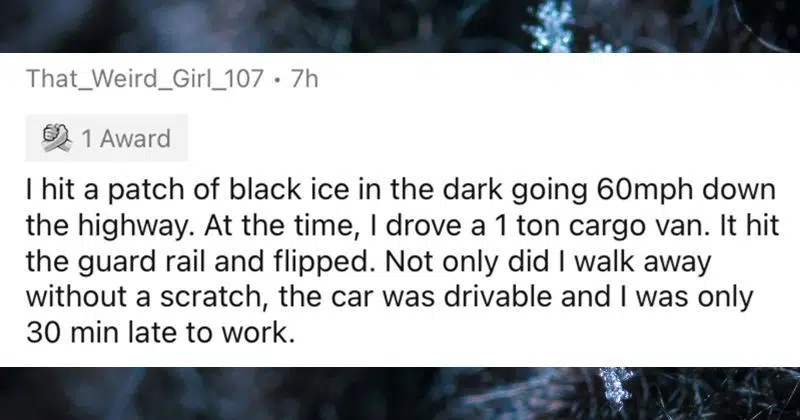 That_Weird_Girl_107 • 7h
1 Award
I hit a patch of black ice in the dark going 60mph down
the highway. At the time, I drove a 1 ton cargo van. It hit
the guard rail and flipped. Not only did I walk away
without a scratch, the car was drivable and I was only
30 min late to work.